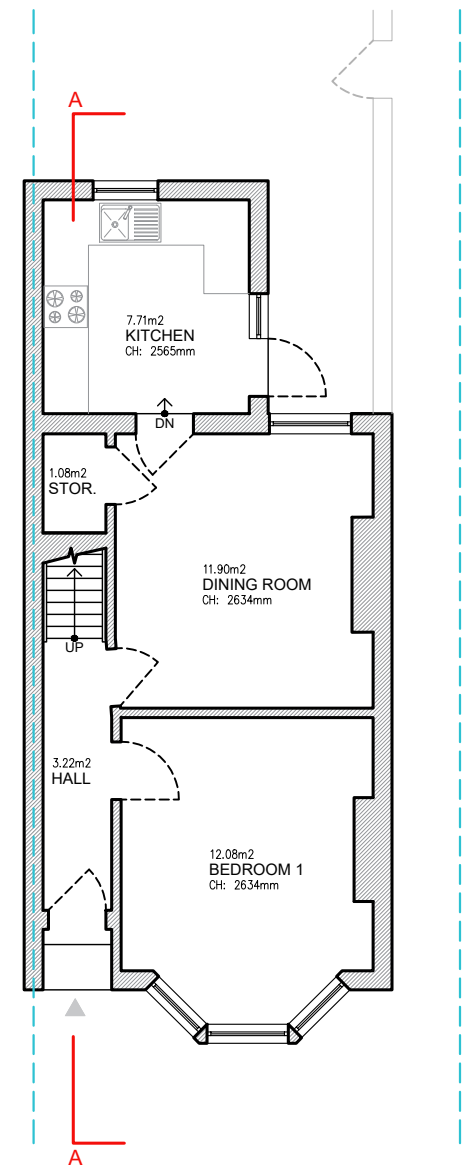 A
7.71m2
KITCHEN
CH: 2565mm
DN
1.08m2
STOR.
11.90m2
DINING ROOM
CH: 2634mm
UP
3.22m2
HALL
12.08m2
BEDROOM 1
CH: 2634mm
A